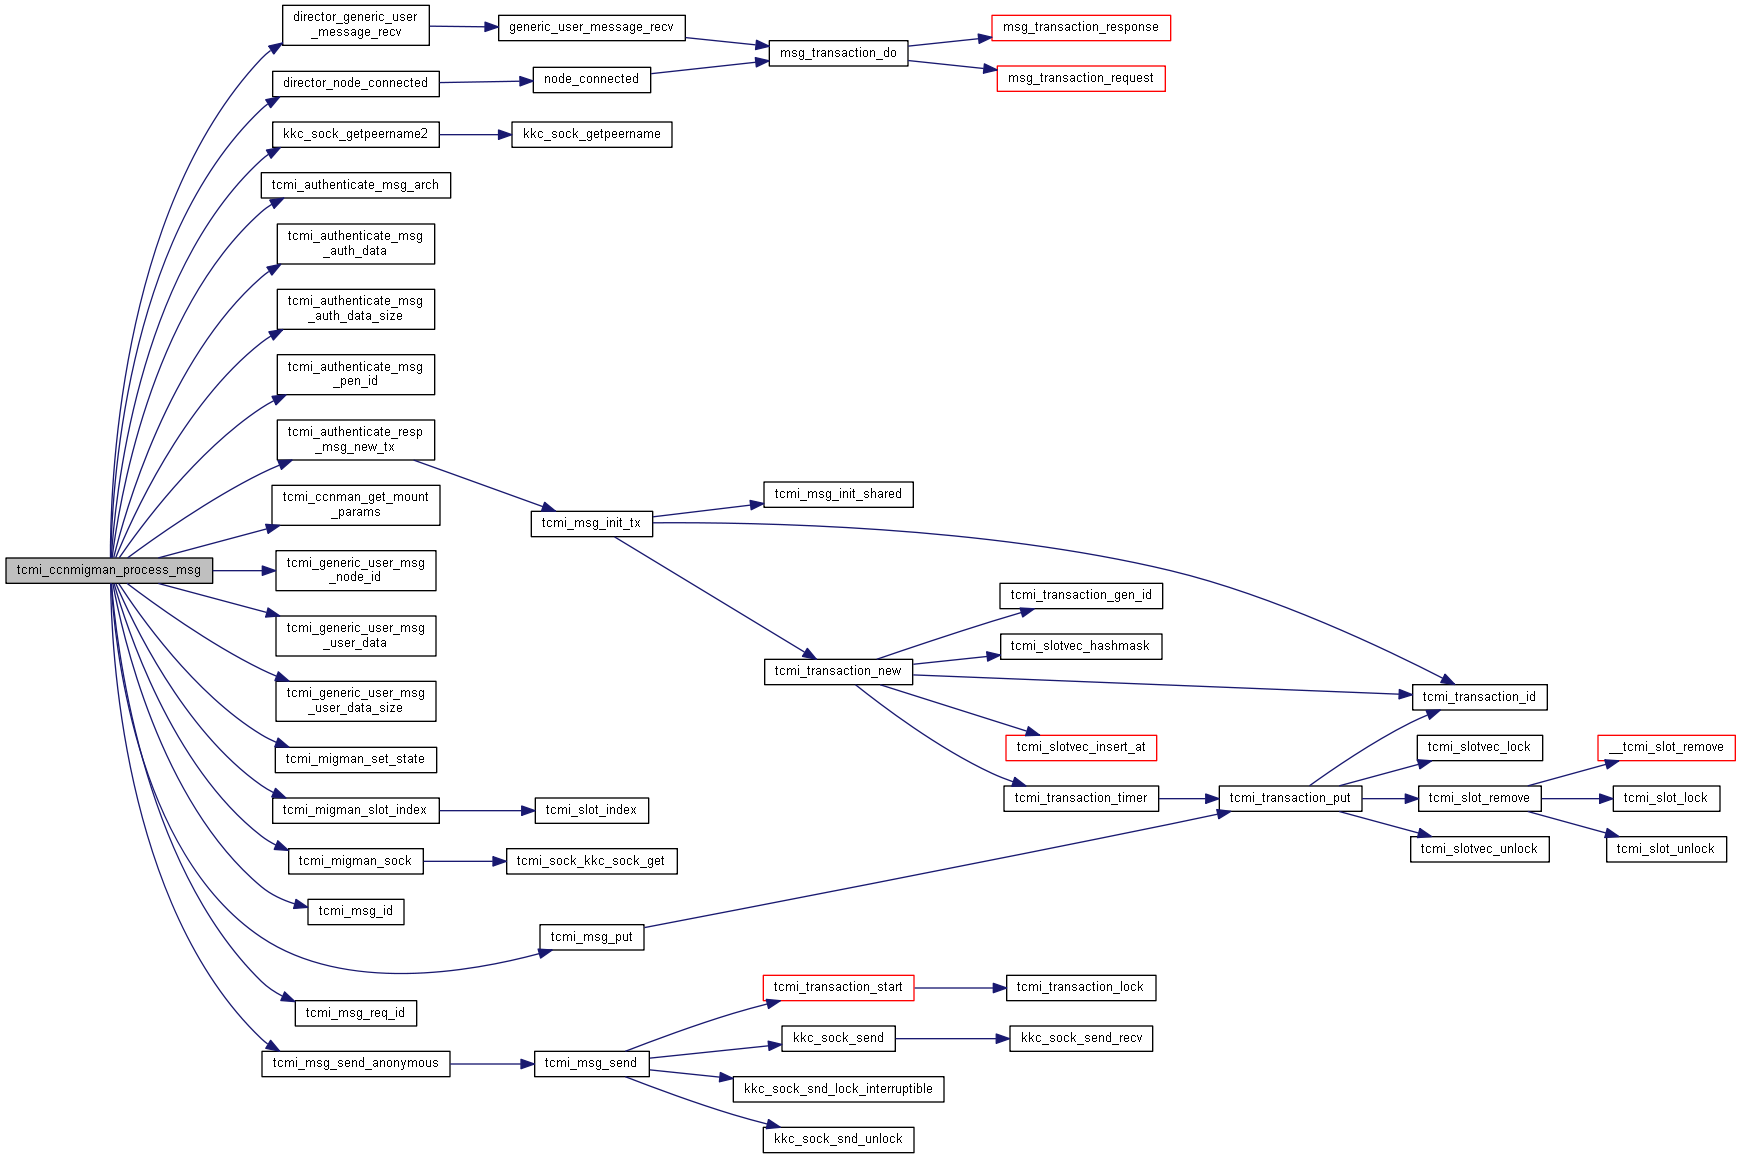 director_generic_user
_message_recv
generic_user_message_recv
msg_transaction_response
msg_transaction_do
director_node_connected
node_connected
msg_transaction_request
kkc_sock_getpeername2
kkc_sock_getpeername
tcmi_authenticate_msg_arch
tcmi_authenticate_msg
_auth_data
tcmi_authenticate_msg
_auth_data_size
tcmi_authenticate_msg
_pen_id
tcmi_authenticate_resp
_msg_new_tx
tcmi_ccnman_get_mount
_params
tcmi_msg_init_tx
tcmi_msg_init_shared
tcmi_ccnmigman_process_msg
tcmi_generic_user_msg
_node_id
tcmi_generic_user_msg
_user_data
tcmi_generic_user_msg
_user_data_size
tcmi_transaction_new
tcmi_transaction_gen_id
tcmi_slotvec_hashmask
tcmi_transaction_id
tcmi_slotvec_insert_at
tcmi_slotvec_lock
__tcmi_slot_remove
tcmi_migman_set_state
tcmi_transaction_timer
tcmi_transaction_put
tcmi_slot_remove
tcmi_slot_lock
tcmi_migman_slot_index
tcmi_slot_index
tcmi_slotvec_unlock
tcmi_slot_unlock
tcmi_migman_sock
tcmi_sock_kkc_sock_get
tcmi_msg_id
tcmi_msg_put
tcmi_transaction_start
tcmi_transaction_lock
tcmi_msg_req_id
kkc_sock_send
kkc_sock_send_recv
tcmi_msg_send_anonymous
tcmi_msg_send
kkc_sock_snd_lock_interruptible
kkc_sock_snd_unlock